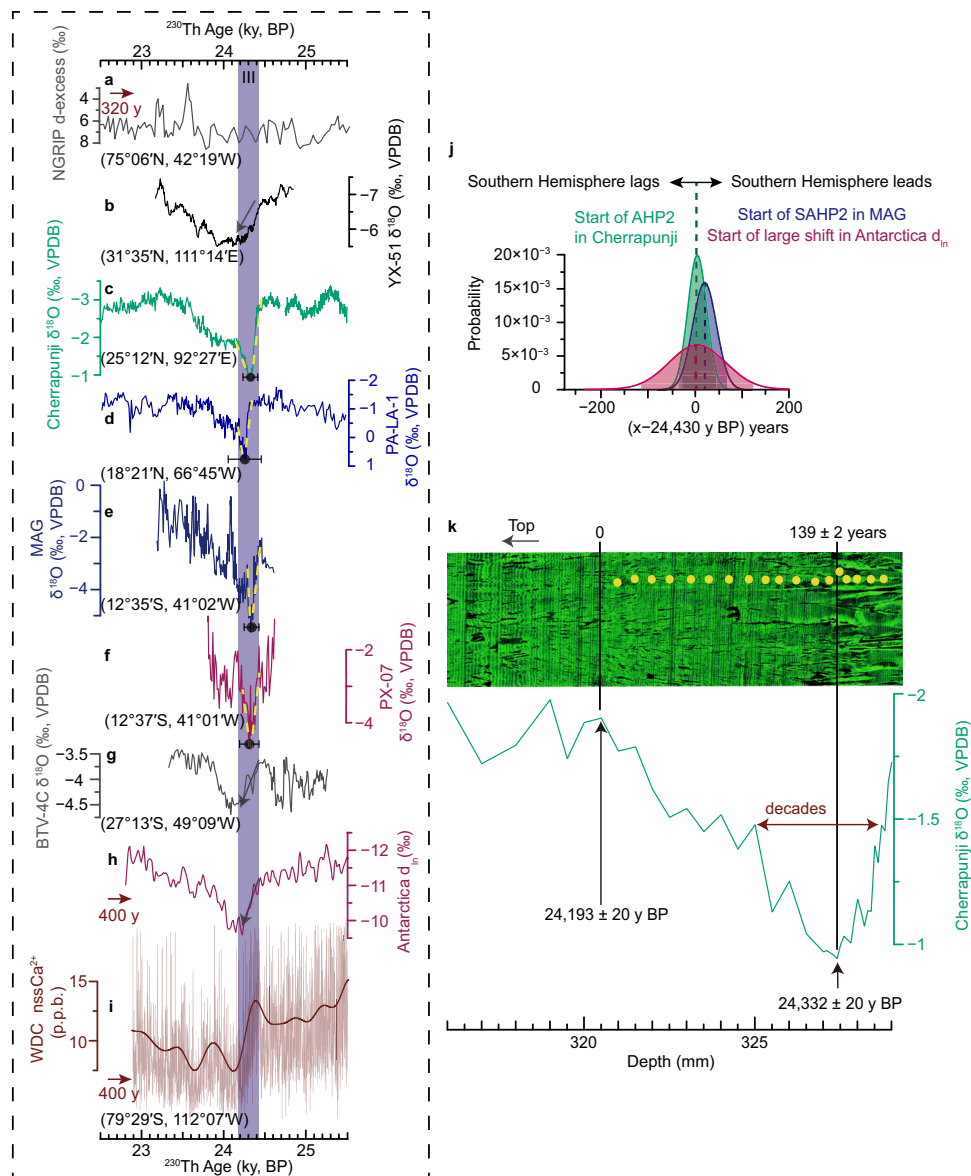 ²³⁰Th Age (ky, BP)
23 24 25
III
a
NGRIP d-excess (‰)
4
6
8
320 y
(75°06′N, 42°19′W)
b
YX-51 δ¹⁸O (‰, VPDB)
−7
−6
(31°35′N, 111°14′E)
c
Cherrapunji δ¹⁸O (‰, VPDB)
−3
−2
−1
(25°12′N, 92°27′E)
d
PA-LA-1
δ¹⁸O (‰, VPDB)
−2
−1
0
1
(18°21′N, 66°45′W)
e
MAG
δ¹⁸O (‰, VPDB)
0
−2
−4
(12°35′S, 41°02′W)
f
PX-07
δ¹⁸O (‰, VPDB)
−2
−4
(12°37′S, 41°01′W)
g
BTV-4C δ¹⁸O (‰, VPDB)
−3.5
−4
−4.5
(27°13′S, 49°09′W)
h
Antarctica dₗₙ (‰)
−12
−11
−10
400 y
i
WDC nssCa²⁺
(p.p.b.)
15
10
400 y
(79°29′S, 112°07′W)
23 24 25
²³⁰Th Age (ky, BP)
j
Southern Hemisphere lags
Southern Hemisphere leads
Start of AHP2
in Cherrapunji
Start of SAHP2 in MAG
Start of large shift in Antarctica dₗₙ
Probability
20×10⁻³
15×10⁻³
10×10⁻³
5×10⁻³
0
−200 0 200
(x−24,430 y BP) years
k
Top
0
139 ± 2 years
decades
24,193 ± 20 y BP
24,332 ± 20 y BP
Cherrapunji δ¹⁸O (‰, VPDB)
−2
−1.5
−1
320 325
Depth (mm)